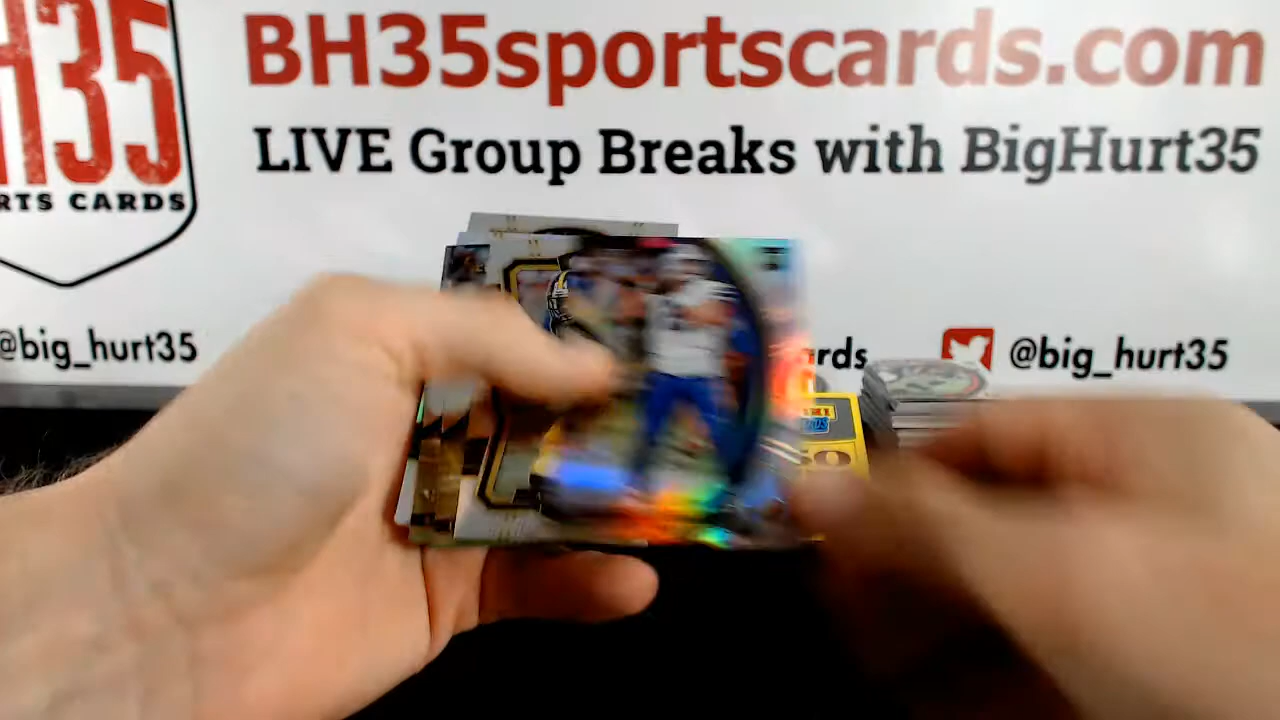 BH35sportscards.com
LIVE Group Breaks with BigHurt35
H35
RTS CARDS
@big_hurt35
rds
@big_hurt35